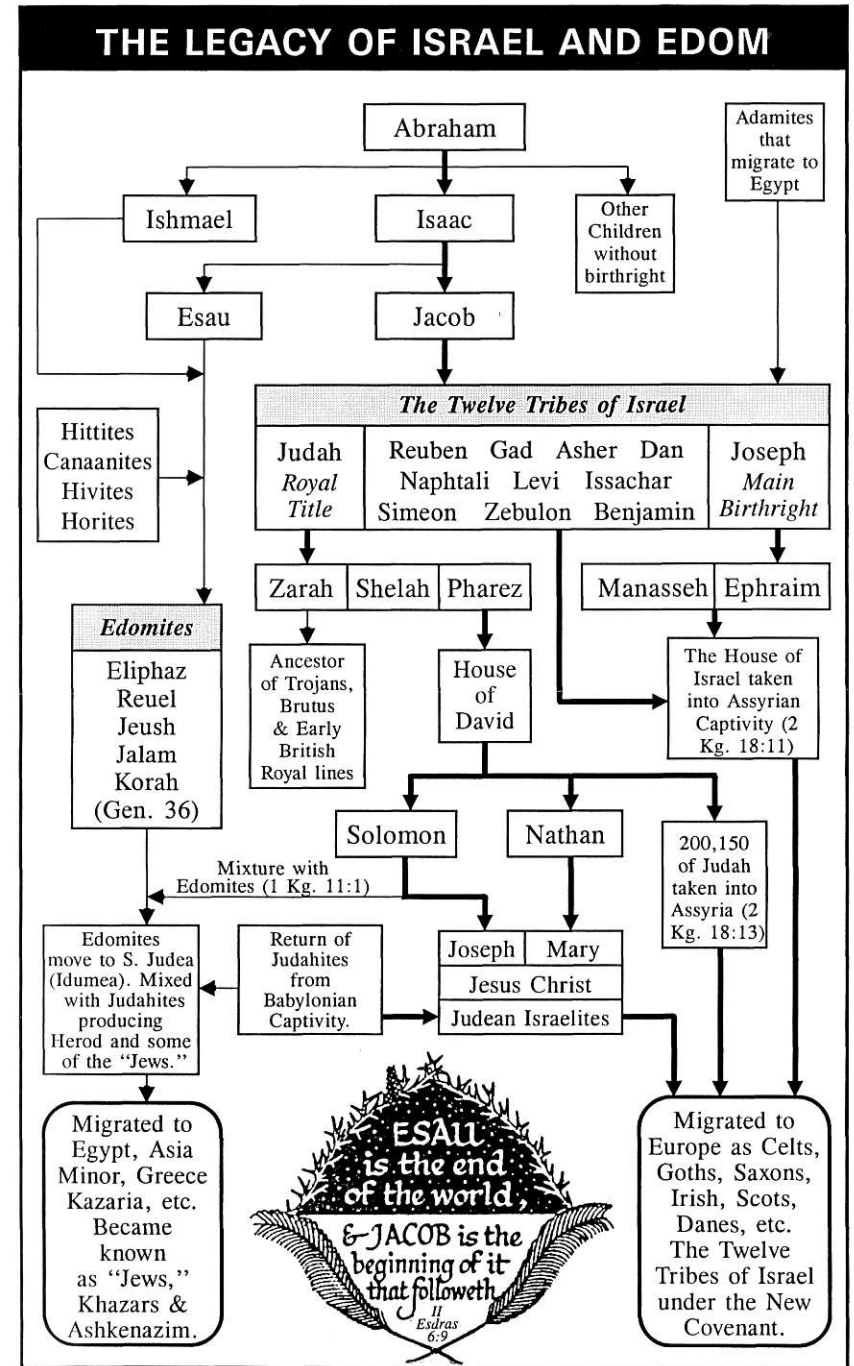 THE LEGACY OF ISRAEL AND EDOM
Abraham
Adamites
that
migrate to
Egypt
Ishmael
Isaac
Other
Children
without
birthright
Esau
Jacob
The Twelve Tribes of Israel
Judah
Royal
Title
Reuben Gad Asher Dan
Naphtali Levi Issachar
Simeon Zebulon Benjamin
Joseph
Main
Birthright
Hittites
Canaanites
Hivites
Horites
Zarah
Shelah
Pharez
Manasseh
Ephraim
Edomites
Eliphaz
Reuel
Jeush
Jalam
Korah
(Gen. 36)
Ancestor
of Trojans,
Brutus
& Early
British
Royal lines
House
of
David
The House of
Israel taken
into Assyrian
Captivity (2
Kg. 18:11)
Solomon
Nathan
200,150
of Judah
taken into
Assyria (2
Kg. 18:13)
Mixture with
Edomites (1 Kg. 11:1)
Edomites
move to S. Judea
(Idumea). Mixed
with Judahites
producing
Herod and some
of the “Jews.”
Return of
Judahites
from
Babylonian
Captivity.
Joseph
Mary
Jesus Christ
Judean Israelites
Migrated to
Egypt, Asia
Minor, Greece
Kazaria, etc.
Became
known
as “Jews,”
Khazars &
Ashkenazim.
ESAU
is the end
of the world,
& JACOB is the
beginning of it
that followeth
II
Esdras
6:9
Migrated to
Europe as Celts,
Goths, Saxons,
Irish, Scots,
Danes, etc.
The Twelve
Tribes of Israel
under the New
Covenant.